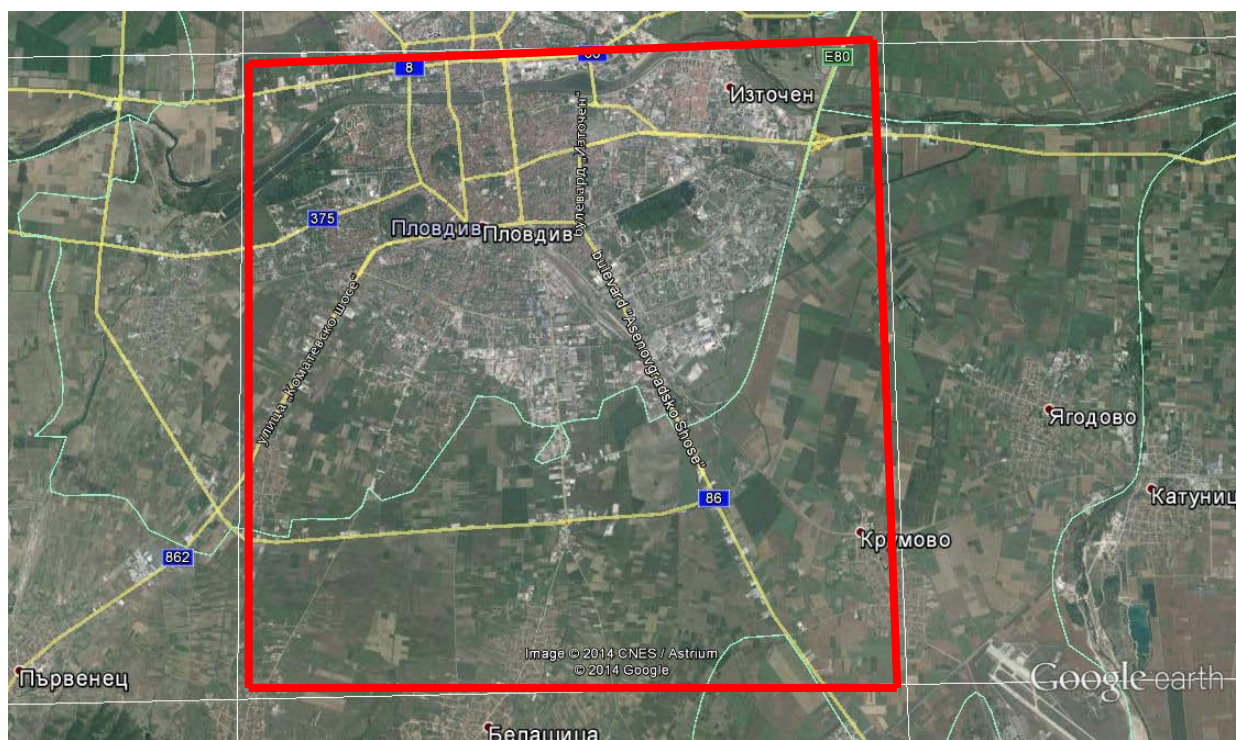 E80
8
Източен
булевард „Източен"
375
Пловдив
Пловдив
bulevard "Asenovgradsko Shose"
улица „Коматевско шосе"
Ягодово
86
Катуниц
Крумово
862
Image © 2014 CNES / Astrium
© 2014 Google
Първенец
Google earth
Белащица